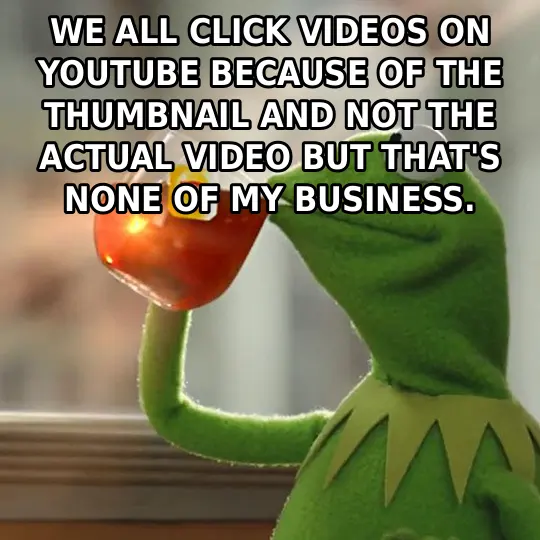 WE ALL CLICK VIDEOS ON
YOUTUBE BECAUSE OF THE
THUMBNAIL AND NOT THE
ACTUAL VIDEO BUT THAT'S
NONE OF MY BUSINESS.